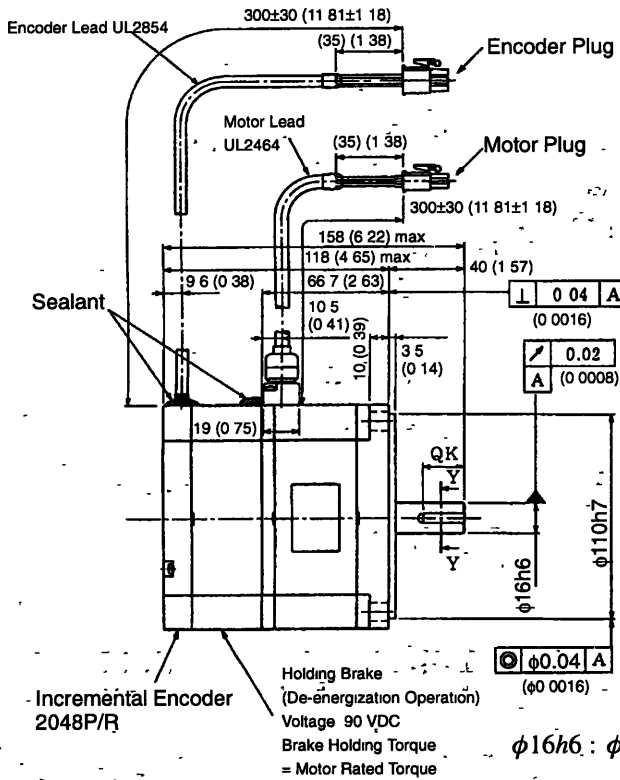 300±30 (11 81±1 18)
Encoder Lead UL2854
(35) (1 38)
Encoder Plug
Motor Lead
UL2464
(35) (1 38)
Motor Plug
300±30 (11 81±1 18)
158 (6 22) max
118 (4 65) max
40 (1 57)
9 6 (0 38)
66 7 (2 63)
⊥ 0 04 A
(0 0016)
Sealant
10 5
(0 41)
10 (0 39)
3 5
(0 14)
↗ 0.02
A (0 0008)
19 (0 75)
QK
Y
Y
ϕ16h6
ϕ110h7
◎ ϕ0.04 A
(ϕ0 0016)
Incremental Encoder
2048P/R
Holding Brake
(De-energization Operation)
Voltage 90 VDC
Brake Holding Torque
= Motor Rated Torque
ϕ16h6 : ϕ